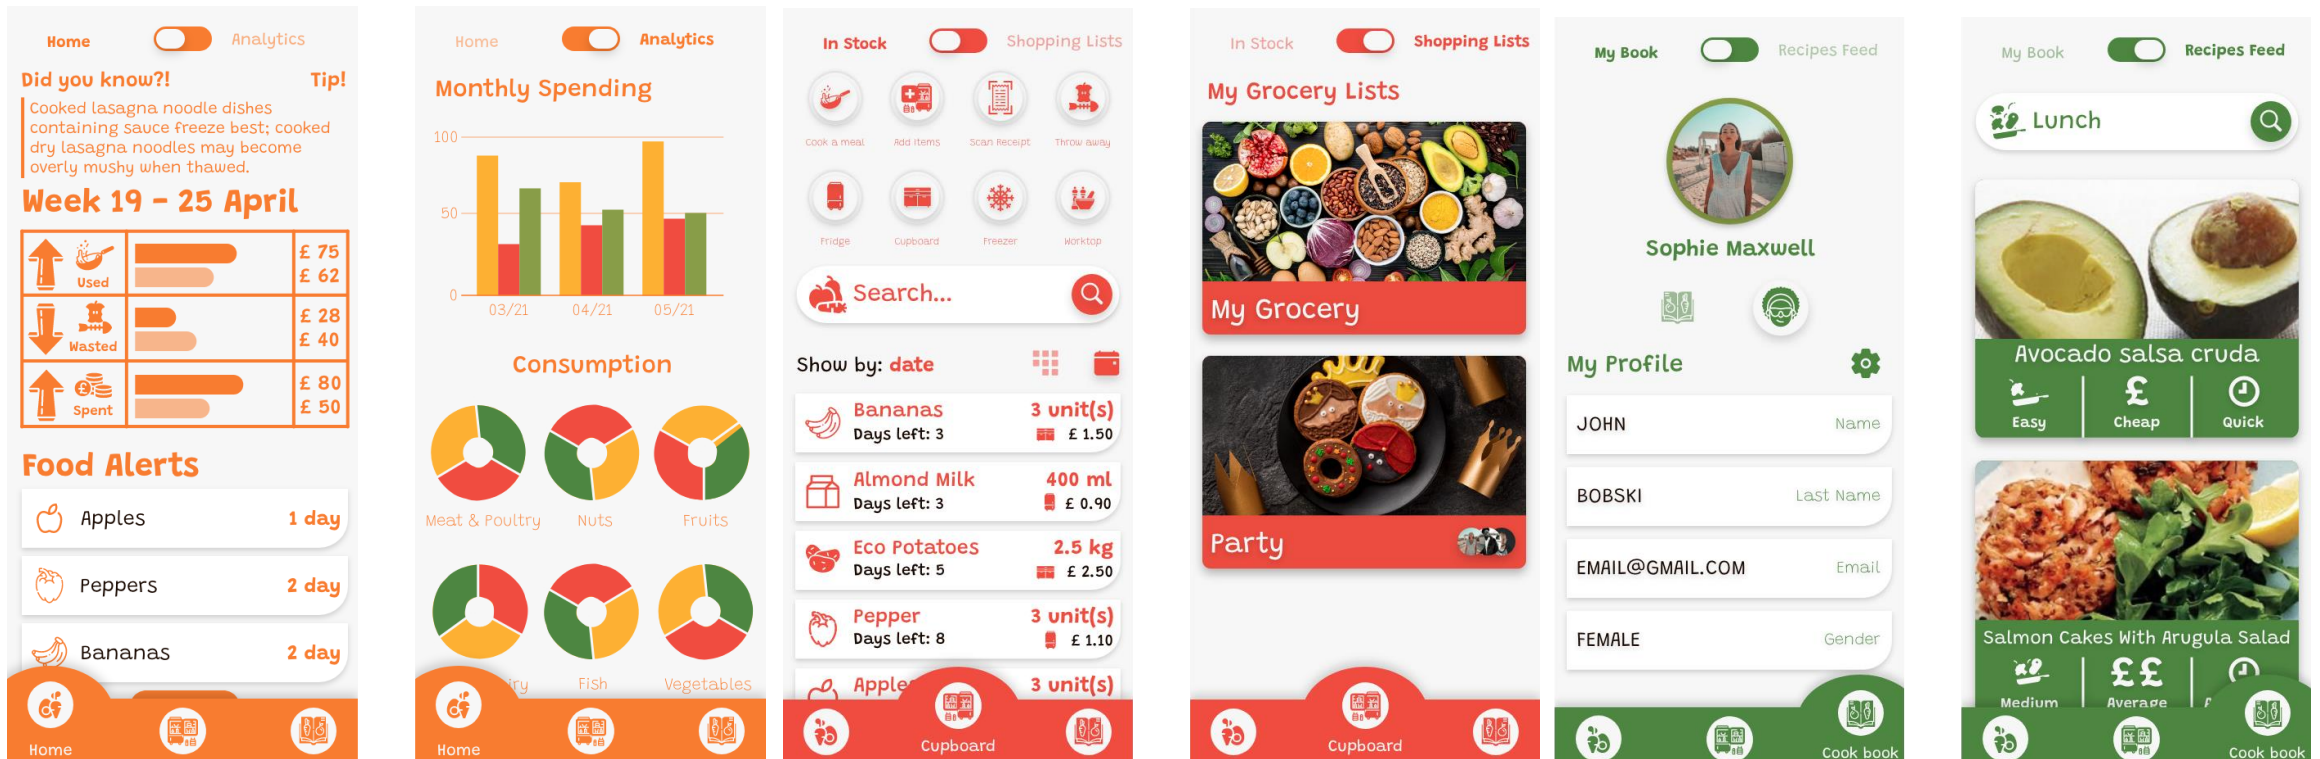 Home
Analytics
Did you know?!
Tip!
Cooked lasagna noodle dishes
containing sauce freeze best; cooked
dry lasagna noodles may become
overly mushy when thawed.
Week 19 - 25 April
Used
£ 75
£ 62
Wasted
£ 28
£ 40
Spent
£ 80
£ 50
Food Alerts
Apples
1 day
Peppers
2 day
Bananas
2 day
Home
Home
Analytics
Monthly Spending
100
50
0
03/21
04/21
05/21
Consumption
Meat & Poultry
Nuts
Fruits
iry
Fish
Vegetables
Home
In Stock
Shopping Lists
Cook a meal
Add Items
Scan Receipt
Throw away
Fridge
Cupboard
Freezer
Worktop
Search...
Show by: date
Bananas
3 unit(s)
Days left: 3
£ 1.50
Almond Milk
400 ml
Days left: 3
£ 0.90
Eco Potatoes
2.5 kg
Days left: 5
£ 2.50
Pepper
3 unit(s)
Days left: 8
£ 1.10
Apple
3 unit(s)
Cupboard
In Stock
Shopping Lists
My Grocery Lists
My Grocery
Party
Cupboard
My Book
Recipes Feed
Sophie Maxwell
My Profile
JOHN
Name
BOBSKI
Last Name
EMAIL@GMAIL.COM
Email
FEMALE
Gender
Cook book
My Book
Recipes Feed
Lunch
Avocado salsa cruda
£
Easy
Cheap
Quick
Salmon Cakes With Arugula Salad
££
Medium
Average
Cook book